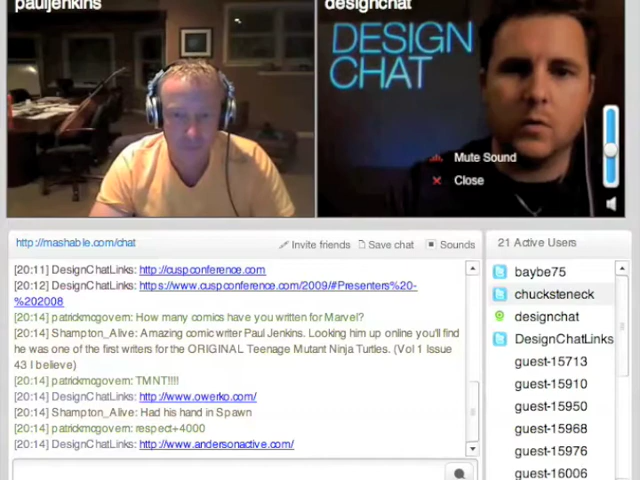 pauljenkins
designchat
DESIGN
CHAT
Mute Sound
Close
http://mashable.com/chat
Invite friends
Save chat
Sounds
21 Active Users
[20:11] DesignChatLinks: http://cuspconference.com
[20:12] DesignChatLinks: https://www.cuspconference.com/2009/#Presenters%20-
%202008
[20:14] patrickmcgovern: How many comics have you written for Marvel?
[20:14] Shampton_Alive: Amazing comic writer Paul Jenkins. Looking him up online you'll find
he was one of the first writers for the ORIGINAL Teenage Mutant Ninja Turtles. (Vol 1 Issue
43 I believe)
[20:14] patrickmcgovern: TMNT!!!!
[20:14] DesignChatLinks: http://www.owerko.com/
[20:14] Shampton_Alive: Had his hand in Spawn
[20:14] patrickmcgovern: respect+4000
[20:14] DesignChatLinks: http://www.andersonactive.com/
baybe75
chucksteneck
designchat
DesignChatLinks
guest-15713
guest-15910
guest-15950
guest-15968
guest-15976
guest-16006